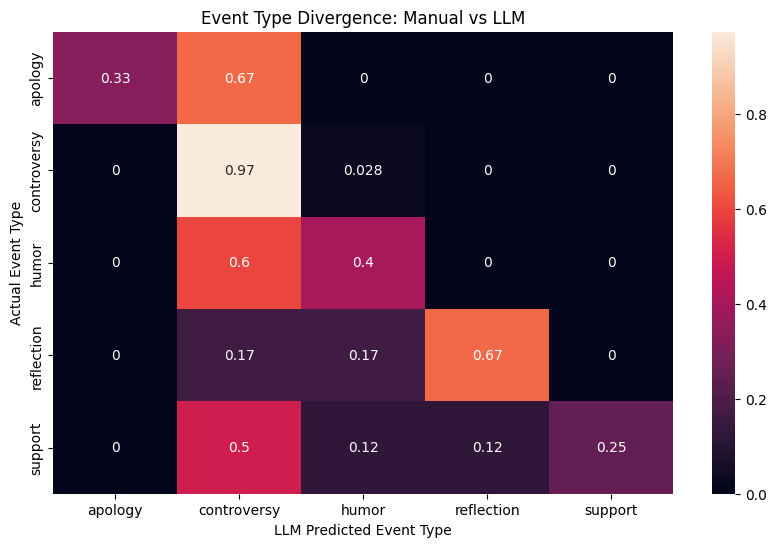 Event Type Divergence: Manual vs LLM
Actual Event Type
apology 0.33 0.67 0 0 0
controversy 0 0.97 0.028 0 0
humor 0 0.6 0.4 0 0
reflection 0 0.17 0.17 0.67 0
support 0 0.5 0.12 0.12 0.25
apology controversy humor reflection support
LLM Predicted Event Type
0.8
0.6
0.4
0.2
0.0